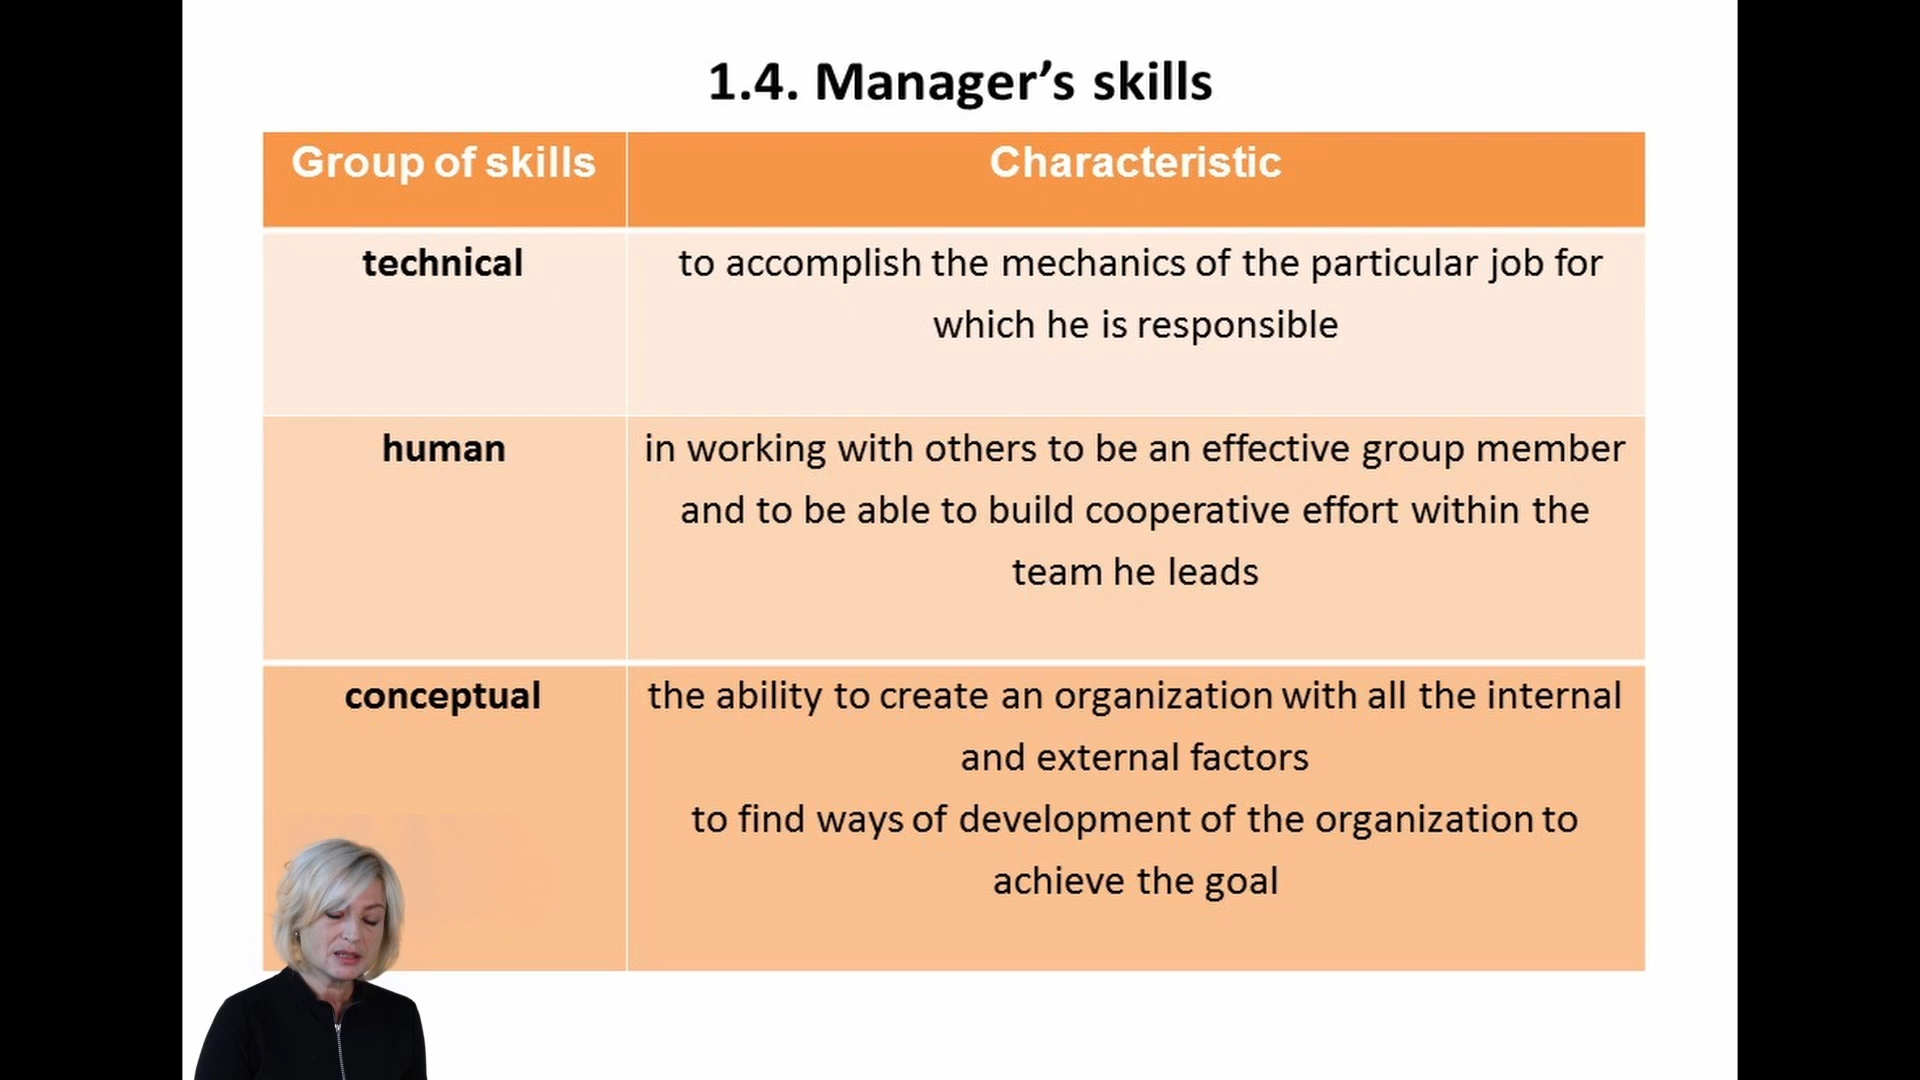 1.4. Manager’s skills
Group of skills
Characteristic
technical
to accomplish the mechanics of the particular job for
which he is responsible
human
in working with others to be an effective group member
and to be able to build cooperative effort within the
team he leads
conceptual
the ability to create an organization with all the internal
and external factors
to find ways of development of the organization to
achieve the goal